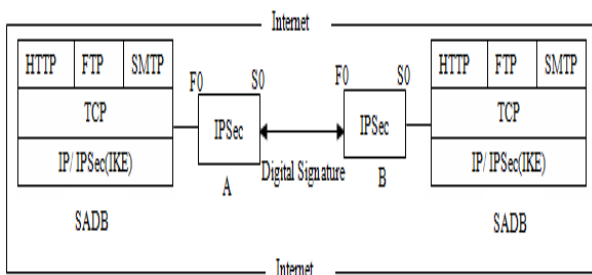 Internet
HTTP FTP SMTP
TCP
IP/ IPSec(IKE)
SADB
F0 S0
IPSec
A
Digital Signature
F0 S0
IPSec
B
HTTP FTP SMTP
TCP
IP/ IPSec(IKE)
SADB
Internet